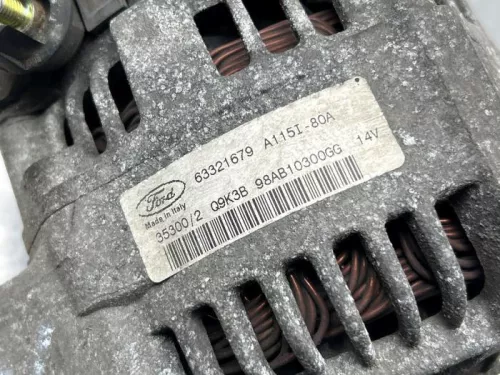 Ford
Made in Italy
63321679 A115I-80A
35300/2 Q9K3B 98AB10300GG 14V